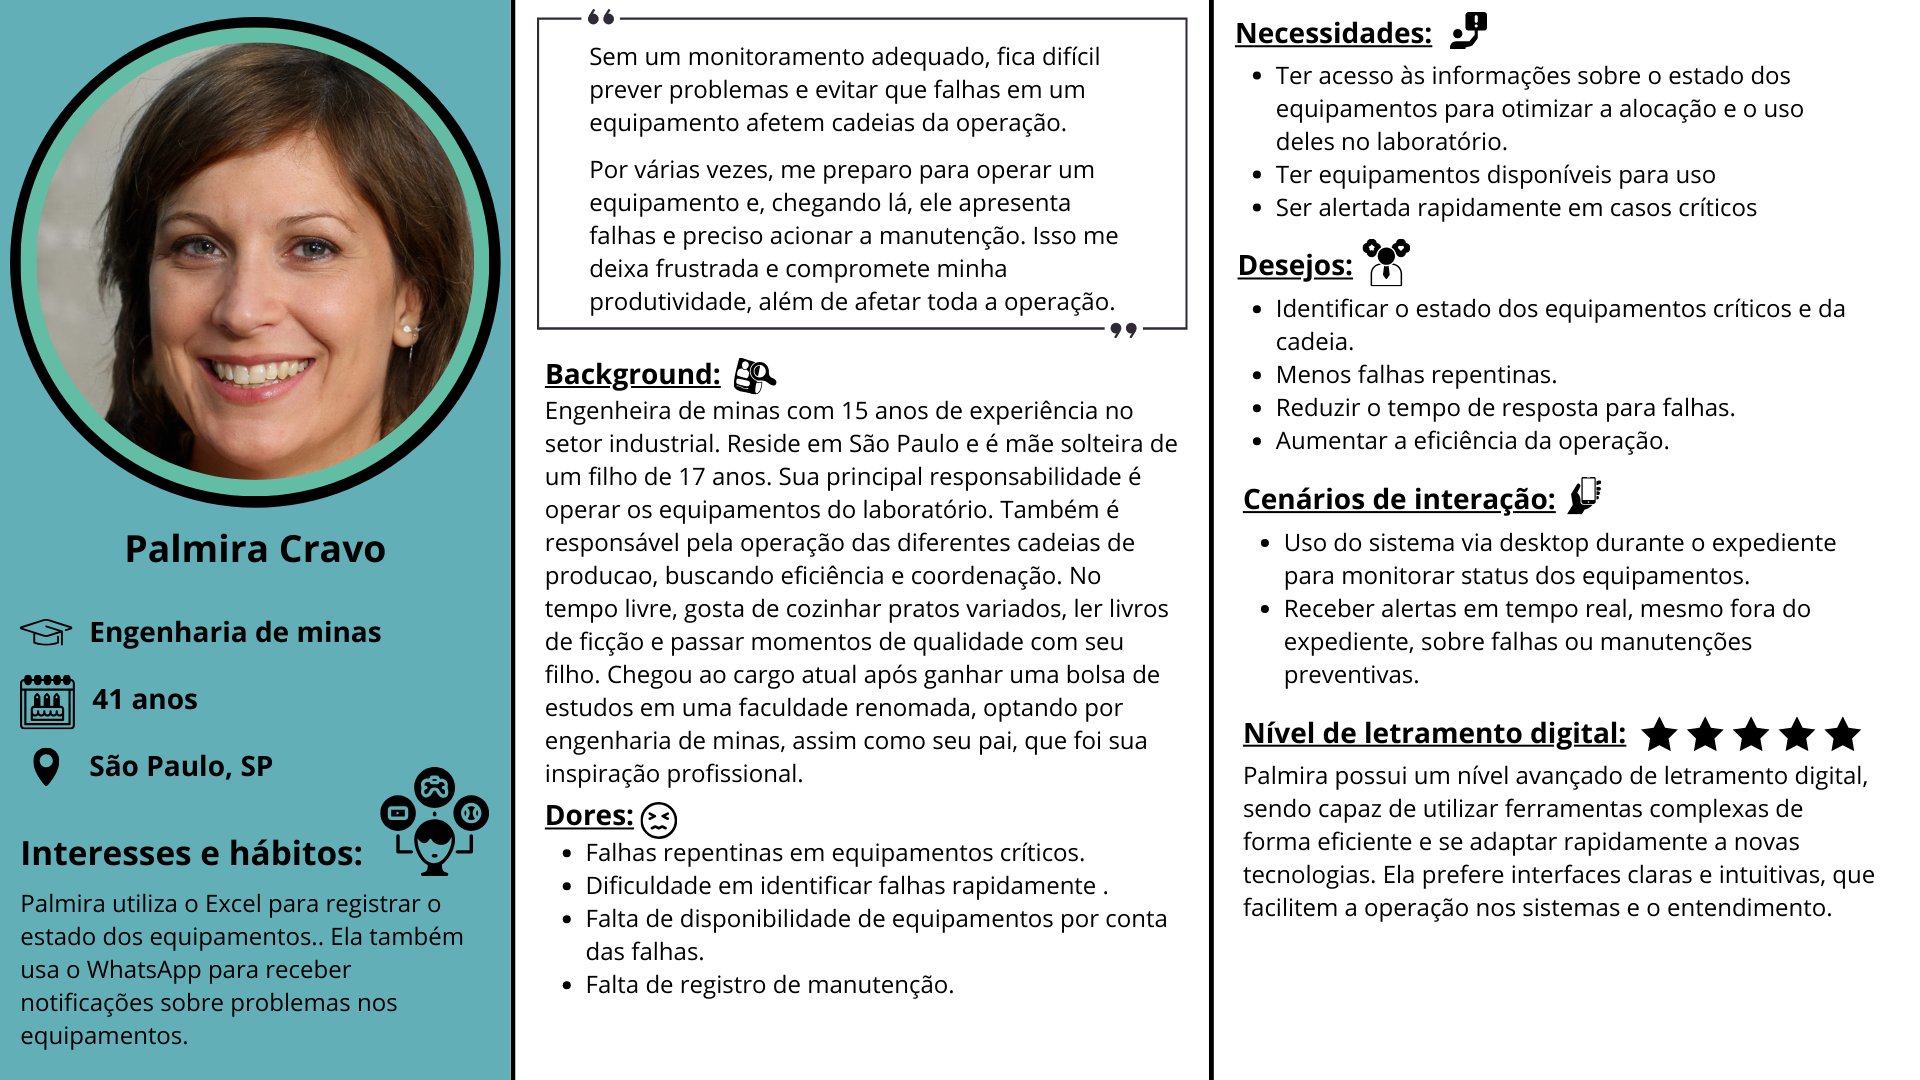 Palmira Cravo
Engenharia de minas
41 anos
São Paulo, SP
Interesses e hábitos:
Palmira utiliza o Excel para registrar o
estado dos equipamentos.. Ela também
usa o WhatsApp para receber
notificações sobre problemas nos
equipamentos.
Sem um monitoramento adequado, fica difícil
prever problemas e evitar que falhas em um
equipamento afetem cadeias da operação.
Por várias vezes, me preparo para operar um
equipamento e, chegando lá, ele apresenta
falhas e preciso acionar a manutenção. Isso me
deixa frustrada e compromete minha
produtividade, além de afetar toda a operação.
Background:
Engenheira de minas com 15 anos de experiência no
setor industrial. Reside em São Paulo e é mãe solteira de
um filho de 17 anos. Sua principal responsabilidade é
operar os equipamentos do laboratório. Também é
responsável pela operação das diferentes cadeias de
producao, buscando eficiência e coordenação. No
tempo livre, gosta de cozinhar pratos variados, ler livros
de ficção e passar momentos de qualidade com seu
filho. Chegou ao cargo atual após ganhar uma bolsa de
estudos em uma faculdade renomada, optando por
engenharia de minas, assim como seu pai, que foi sua
inspiração profissional.
Dores:
• Falhas repentinas em equipamentos críticos.
• Dificuldade em identificar falhas rapidamente .
• Falta de disponibilidade de equipamentos por conta
das falhas.
• Falta de registro de manutenção.
Necessidades:
• Ter acesso às informações sobre o estado dos
equipamentos para otimizar a alocação e o uso
deles no laboratório.
• Ter equipamentos disponíveis para uso
• Ser alertada rapidamente em casos críticos
Desejos:
• Identificar o estado dos equipamentos críticos e da
cadeia.
• Menos falhas repentinas.
• Reduzir o tempo de resposta para falhas.
• Aumentar a eficiência da operação.
Cenários de interação:
• Uso do sistema via desktop durante o expediente
para monitorar status dos equipamentos.
• Receber alertas em tempo real, mesmo fora do
expediente, sobre falhas ou manutenções
preventivas.
Nível de letramento digital:
Palmira possui um nível avançado de letramento digital,
sendo capaz de utilizar ferramentas complexas de
forma eficiente e se adaptar rapidamente a novas
tecnologias. Ela prefere interfaces claras e intuitivas, que
facilitem a operação nos sistemas e o entendimento.